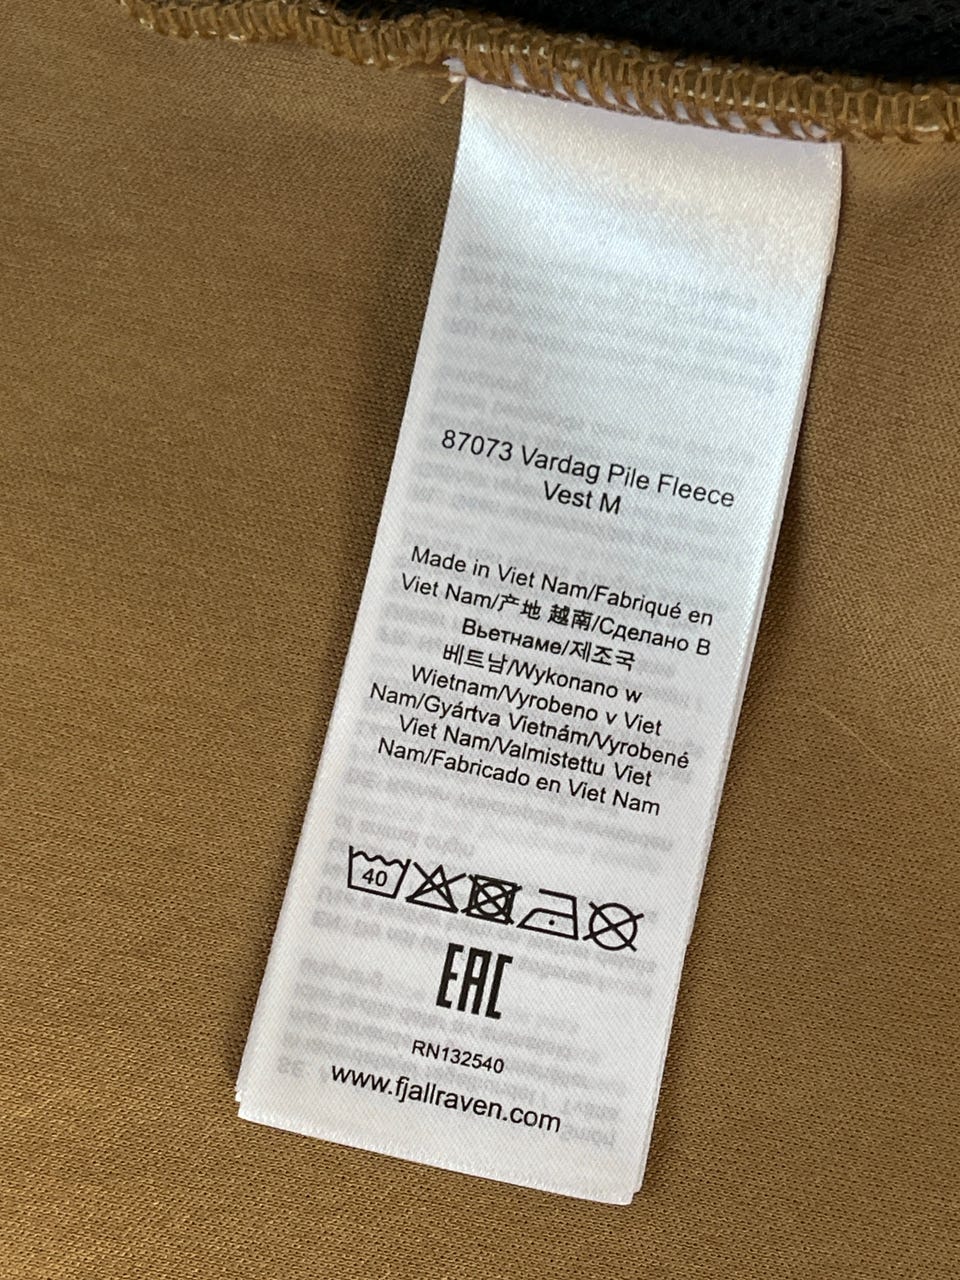 87073 Vardag Pile Fleece
Vest M
Made in Viet Nam/Fabriqué en
Viet Nam/产地 越南/Сделано В
Вьетнаме/제조국
베트남/Wykonano w
Wietnam/Vyrobeno v Viet
Nam/Gyártva Vietnám/Vyrobené
Viet Nam/Valmistettu Viet
Nam/Fabricado en Viet Nam
40
EAC
RN132540
www.fjallraven.com